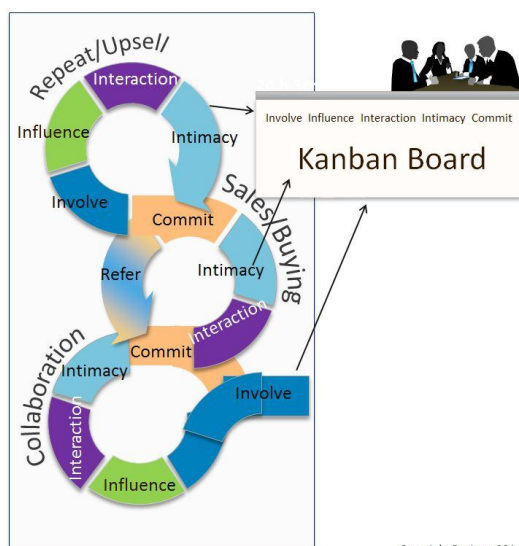 Repeat/Upsell
Interaction
Influence
Intimacy
Involve
Involve Influence Interaction Intimacy Commit
Kanban Board
Sales/Buying
Commit
Refer
Intimacy
Interaction
Collaboration
Commit
Intimacy
Involve
Interaction
Influence